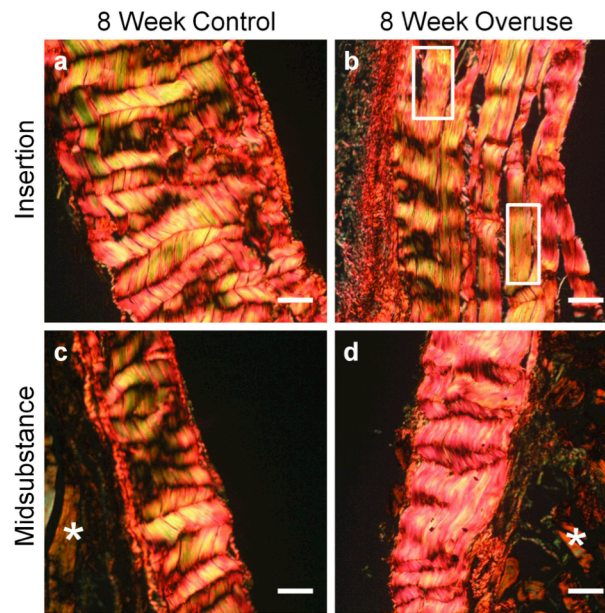 8 Week Control
8 Week Overuse
Insertion
a
b
Midsubstance
c
*
d
*